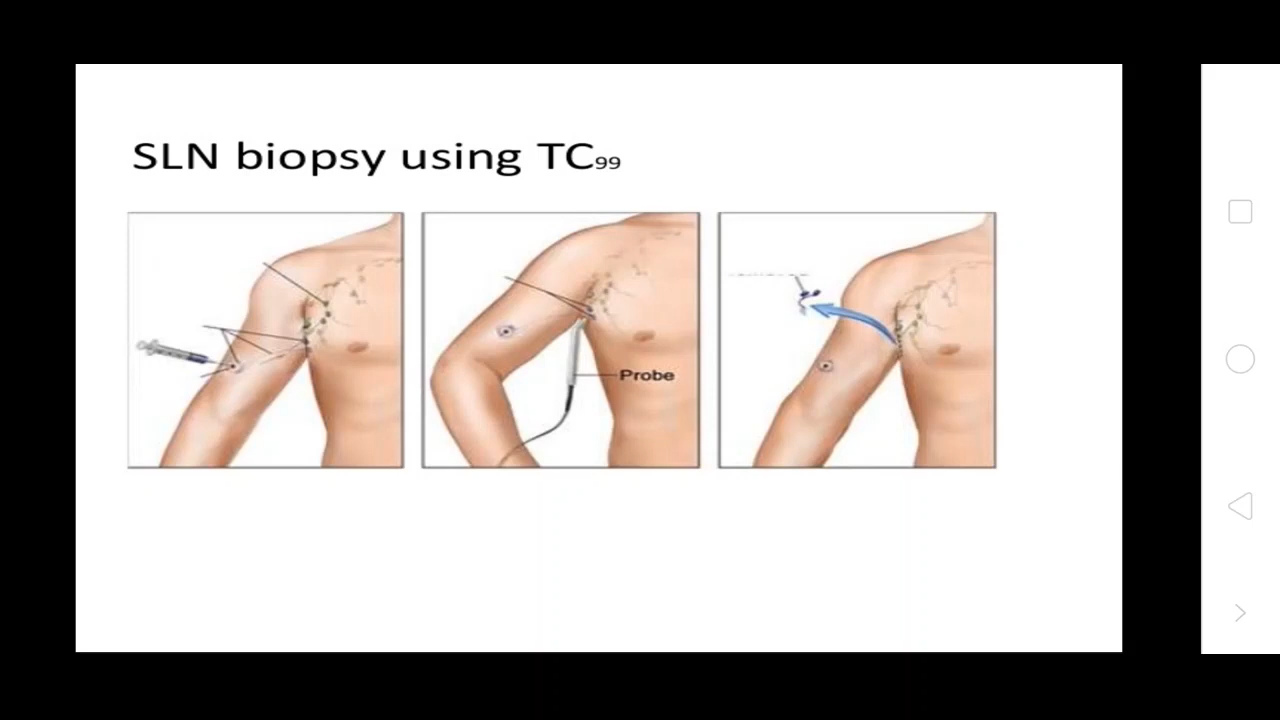 SLN biopsy using TC₉₉
Probe